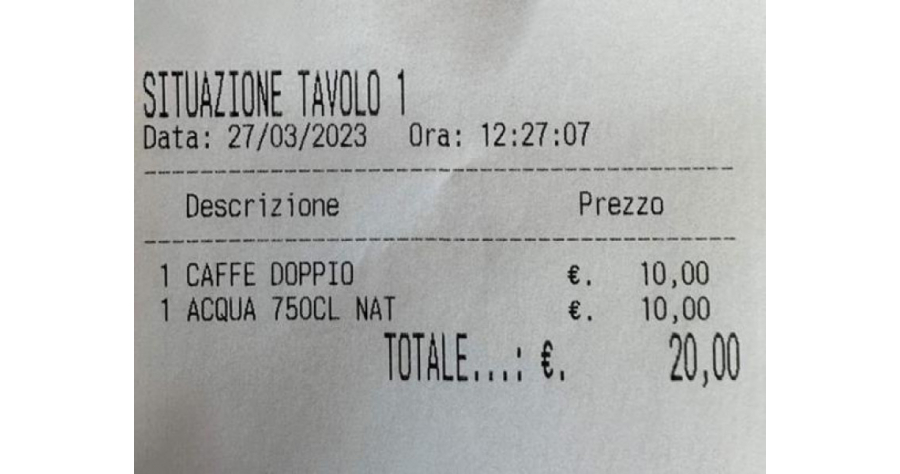 SITUAZIONE TAVOLO 1
Data: 27/03/2023 Ora: 12:27:07
Descrizione Prezzo
1 CAFFE DOPPIO €. 10,00
1 ACQUA 750CL NAT €. 10,00
TOTALE...: €. 20,00